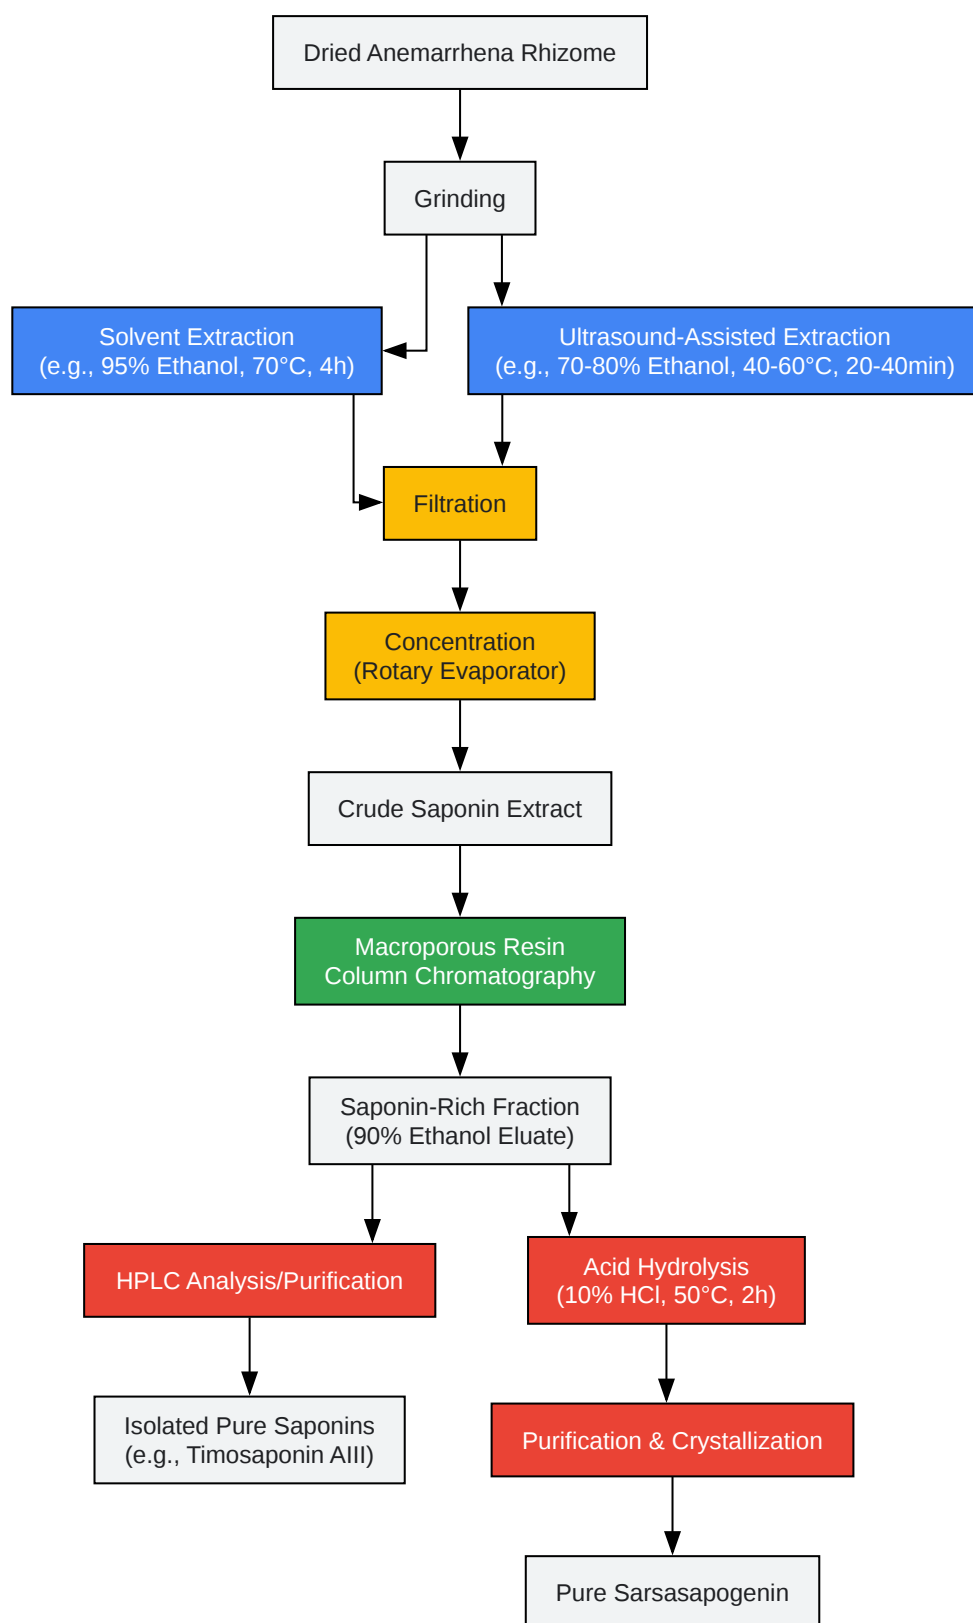 Dried Anemarrhena Rhizome
Grinding
Solvent Extraction
(e.g., 95% Ethanol, 70°C, 4h)
Ultrasound-Assisted Extraction
(e.g., 70-80% Ethanol, 40-60°C, 20-40min)
Filtration
Concentration
(Rotary Evaporator)
Crude Saponin Extract
Macroporous Resin
Column Chromatography
Saponin-Rich Fraction
(90% Ethanol Eluate)
HPLC Analysis/Purification
Acid Hydrolysis
(10% HCl, 50°C, 2h)
Isolated Pure Saponins
(e.g., Timosaponin AIII)
Purification & Crystallization
Pure Sarsasapogenin